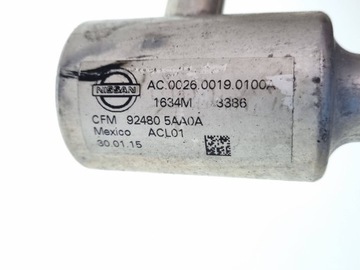 NISSAN
AC.0026.0019.0100A
1634M 3386
CFM 92480 5AA0A
Mexico ACL01
30.01.15